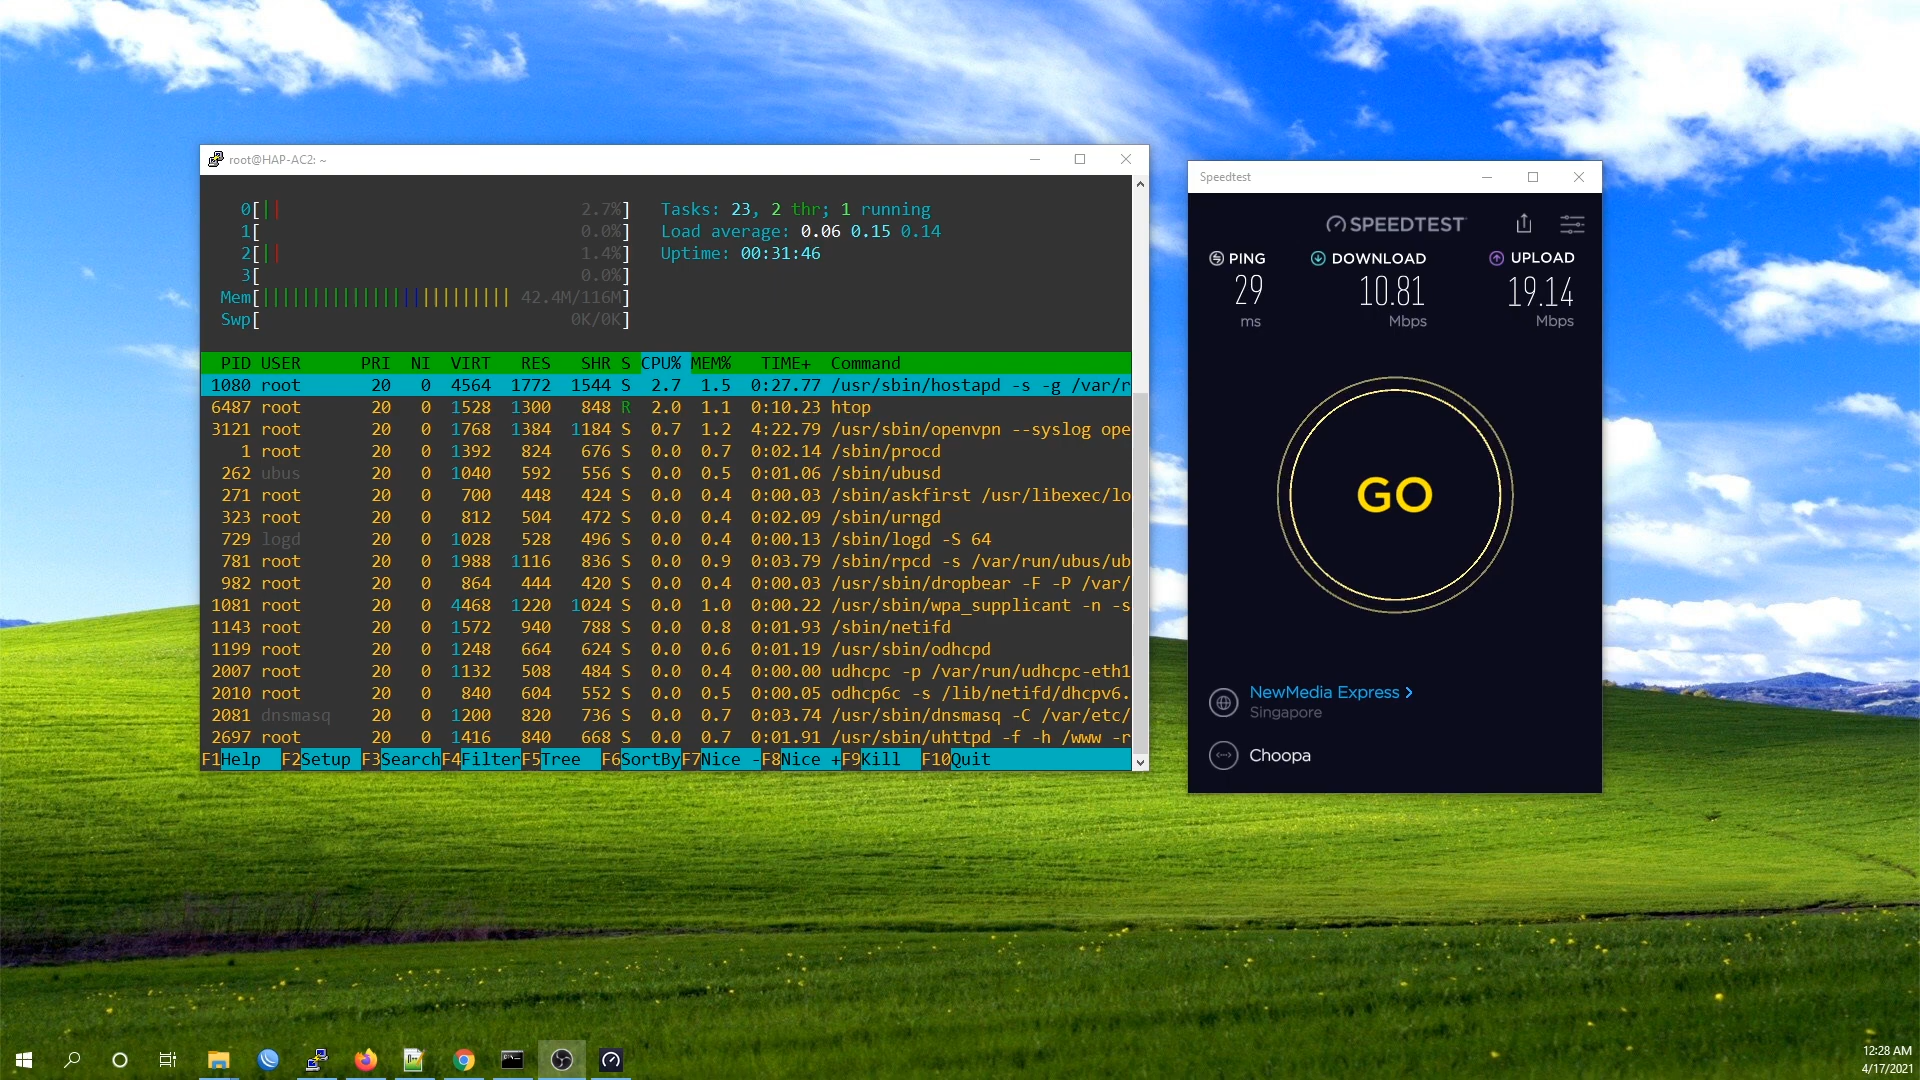 root@HAP-AC2: ~
0[|| 2.7%] Tasks: 23, 2 thr; 1 running
1[ 0.0%] Load average: 0.06 0.15 0.14
2[|| 1.4%] Uptime: 00:31:46
3[ 0.0%]
Mem[||||||||||||||||||||||||| 42.4M/116M]
Swp[ 0K/0K]
PID USER PRI NI VIRT RES SHR S CPU% MEM% TIME+ Command
1080 root 20 0 4564 1772 1544 S 2.7 1.5 0:27.77 /usr/sbin/hostapd -s -g /var/r
6487 root 20 0 1528 1300 848 R 2.0 1.1 0:10.23 htop
3121 root 20 0 1768 1384 1184 S 0.7 1.2 4:22.79 /usr/sbin/openvpn --syslog ope
1 root 20 0 1392 824 676 S 0.0 0.7 0:02.14 /sbin/procd
262 ubus 20 0 1040 592 556 S 0.0 0.5 0:01.06 /sbin/ubusd
271 root 20 0 700 448 424 S 0.0 0.4 0:00.03 /sbin/askfirst /usr/libexec/lo
323 root 20 0 812 504 472 S 0.0 0.4 0:02.09 /sbin/urngd
729 logd 20 0 1028 528 496 S 0.0 0.4 0:00.13 /sbin/logd -S 64
781 root 20 0 1988 1116 836 S 0.0 0.9 0:03.79 /sbin/rpcd -s /var/run/ubus/ub
982 root 20 0 864 444 420 S 0.0 0.4 0:00.03 /usr/sbin/dropbear -F -P /var/
1081 root 20 0 4468 1220 1024 S 0.0 1.0 0:00.22 /usr/sbin/wpa_supplicant -n -s
1143 root 20 0 1572 940 788 S 0.0 0.8 0:01.93 /sbin/netifd
1199 root 20 0 1248 664 624 S 0.0 0.6 0:01.19 /usr/sbin/odhcpd
2007 root 20 0 1132 508 484 S 0.0 0.4 0:00.00 udhcpc -p /var/run/udhcpc-eth1
2010 root 20 0 840 604 552 S 0.0 0.5 0:00.05 odhcp6c -s /lib/netifd/dhcpv6.
2081 dnsmasq 20 0 1200 820 736 S 0.0 0.7 0:03.74 /usr/sbin/dnsmasq -C /var/etc/
2697 root 20 0 1416 840 668 S 0.0 0.7 0:01.91 /usr/sbin/uhttpd -f -h /www -r
F1Help F2Setup F3SearchF4FilterF5Tree F6SortByF7Nice -F8Nice +F9Kill F10Quit
Speedtest
SPEEDTEST
PING DOWNLOAD UPLOAD
29 10.81 19.14
ms Mbps Mbps
GO
NewMedia Express >
Singapore
Choopa
12:28 AM
4/17/2021